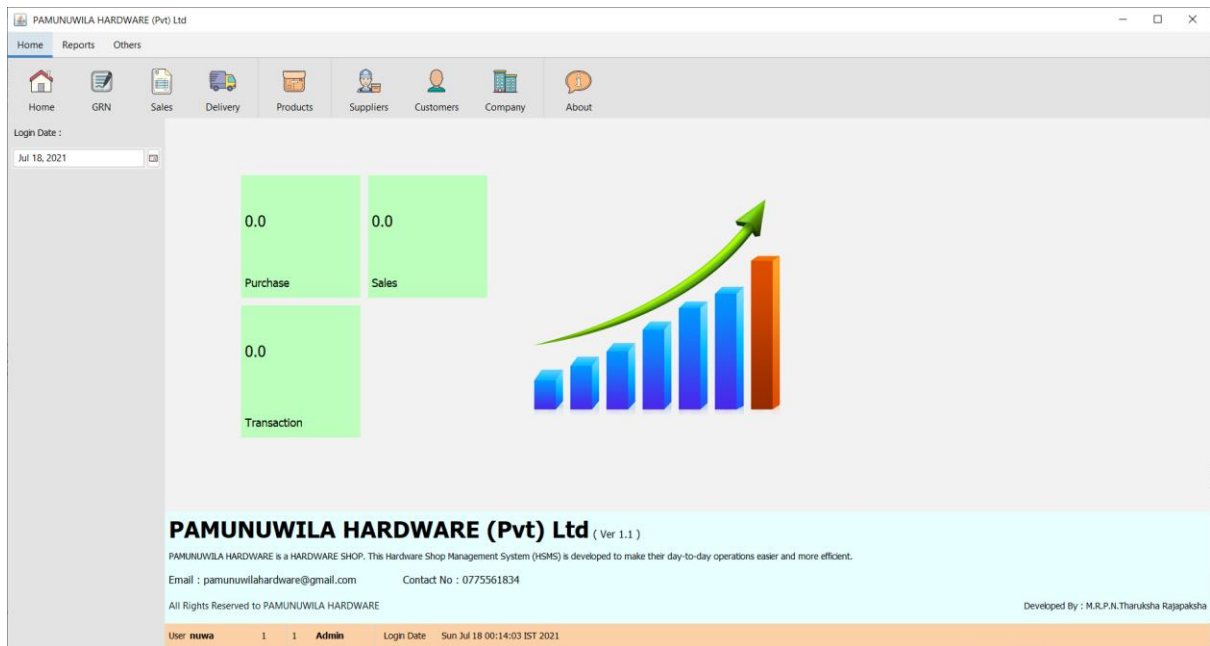 PAMUNUWILA HARDWARE (Pvt) Ltd
Home Reports Others
Home GRN Sales Delivery Products Suppliers Customers Company About
Login Date :
Jul 18, 2021
0.0 0.0
Purchase Sales
0.0
Transaction
PAMUNUWILA HARDWARE (Pvt) Ltd ( Ver 1.1 )
PAMUNUWILA HARDWARE is a HARDWARE SHOP. This Hardware Shop Management System (HSMS) is developed to make their day-to-day operations easier and more efficient.
Email : pamunuwilahardware@gmail.com Contact No : 0775561834
All Rights Reserved to PAMUNUWILA HARDWARE Developed By : M.R.P.N.Tharuksha Rajapaksha
User nuwa 1 1 Admin Login Date Sun Jul 18 00:14:03 IST 2021